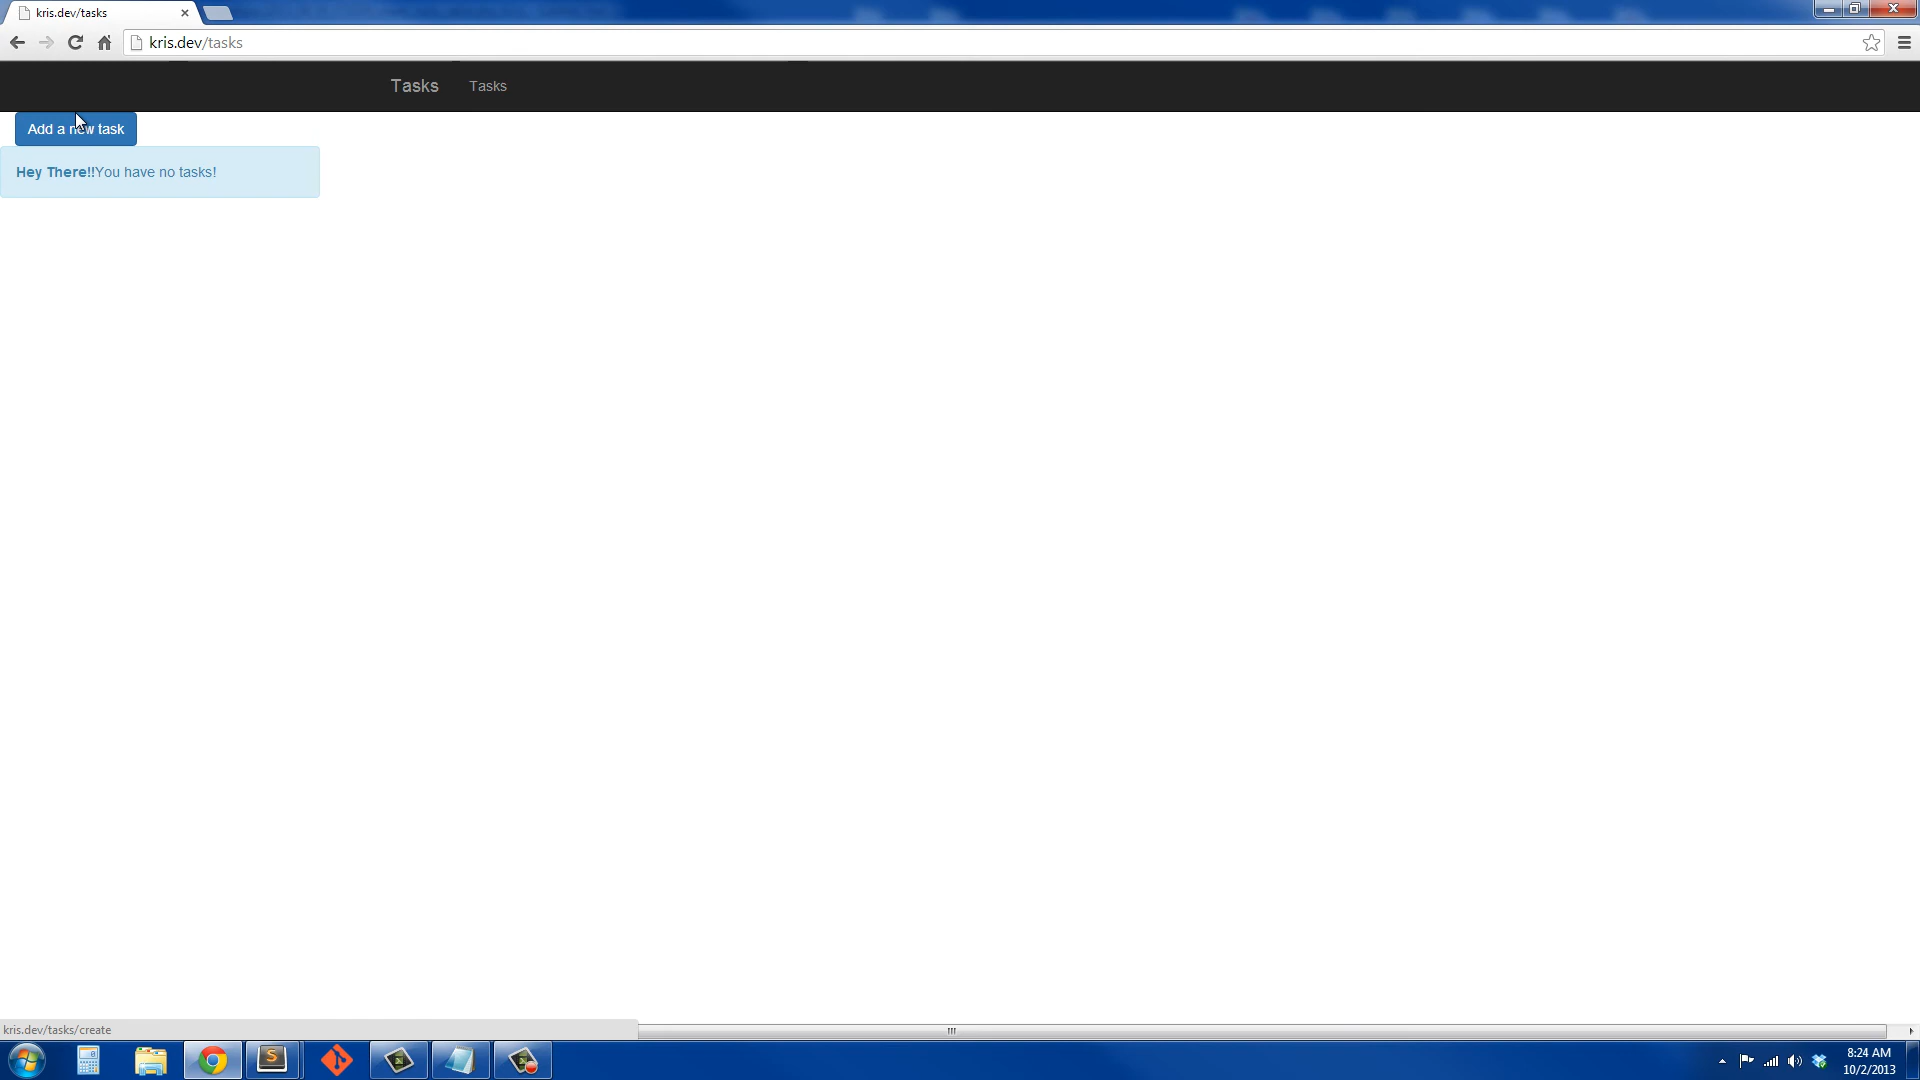 kris.dev/tasks
kris.dev/tasks
Tasks
Tasks
Add a new task
Hey There!!You have no tasks!
kris.dev/tasks/create
8:24 AM
10/2/2013